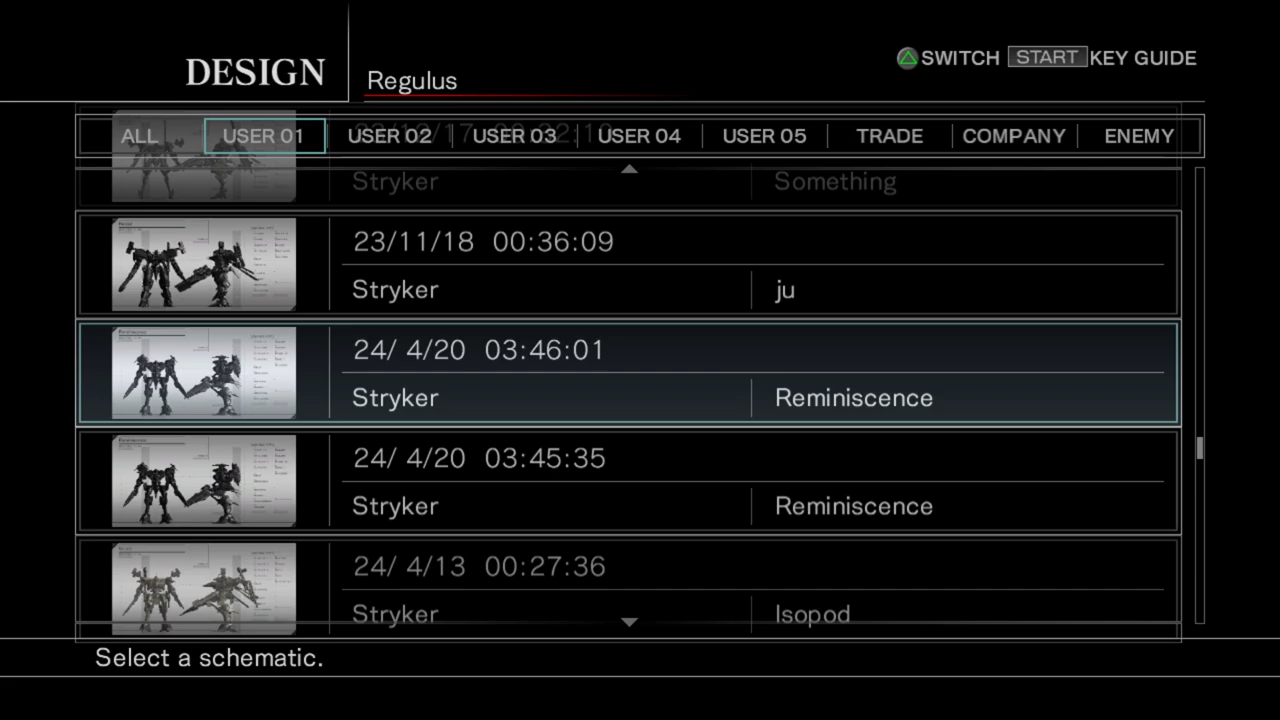 DESIGN
Regulus
SWITCH START KEY GUIDE
ALL USER 01 USER 02 USER 03 USER 04 USER 05 TRADE COMPANY ENEMY
Stryker Something
23/11/18 00:36:09
Stryker ju
24/ 4/20 03:46:01
Stryker Reminiscence
24/ 4/20 03:45:35
Stryker Reminiscence
24/ 4/13 00:27:36
Stryker Isopod
Select a schematic.